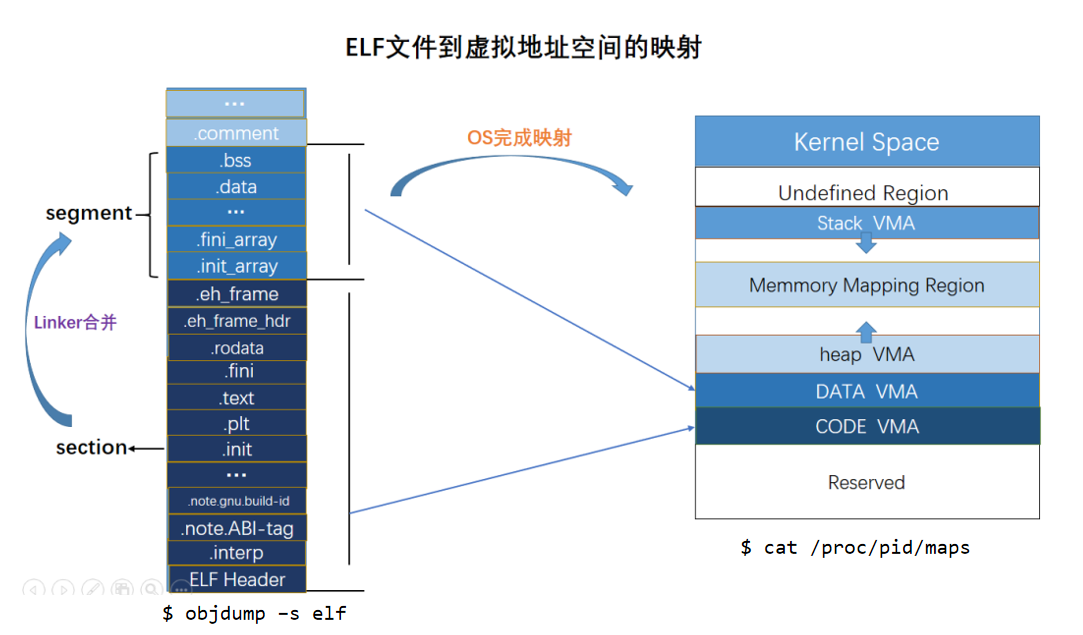 ELF文件到虚拟地址空间的映射
...
.comment
.bss
.data
...
.fini_array
.init_array
.eh_frame
.eh_frame_hdr
.rodata
.fini
.text
.plt
.init
...
.note.gnu.build-id
.note.ABI-tag
.interp
ELF Header
$ objdump –s elf
segment
Linker合并
section
OS完成映射
Kernel Space
Undefined Region
Stack VMA
Memmory Mapping Region
heap VMA
DATA VMA
CODE VMA
Reserved
$ cat /proc/pid/maps